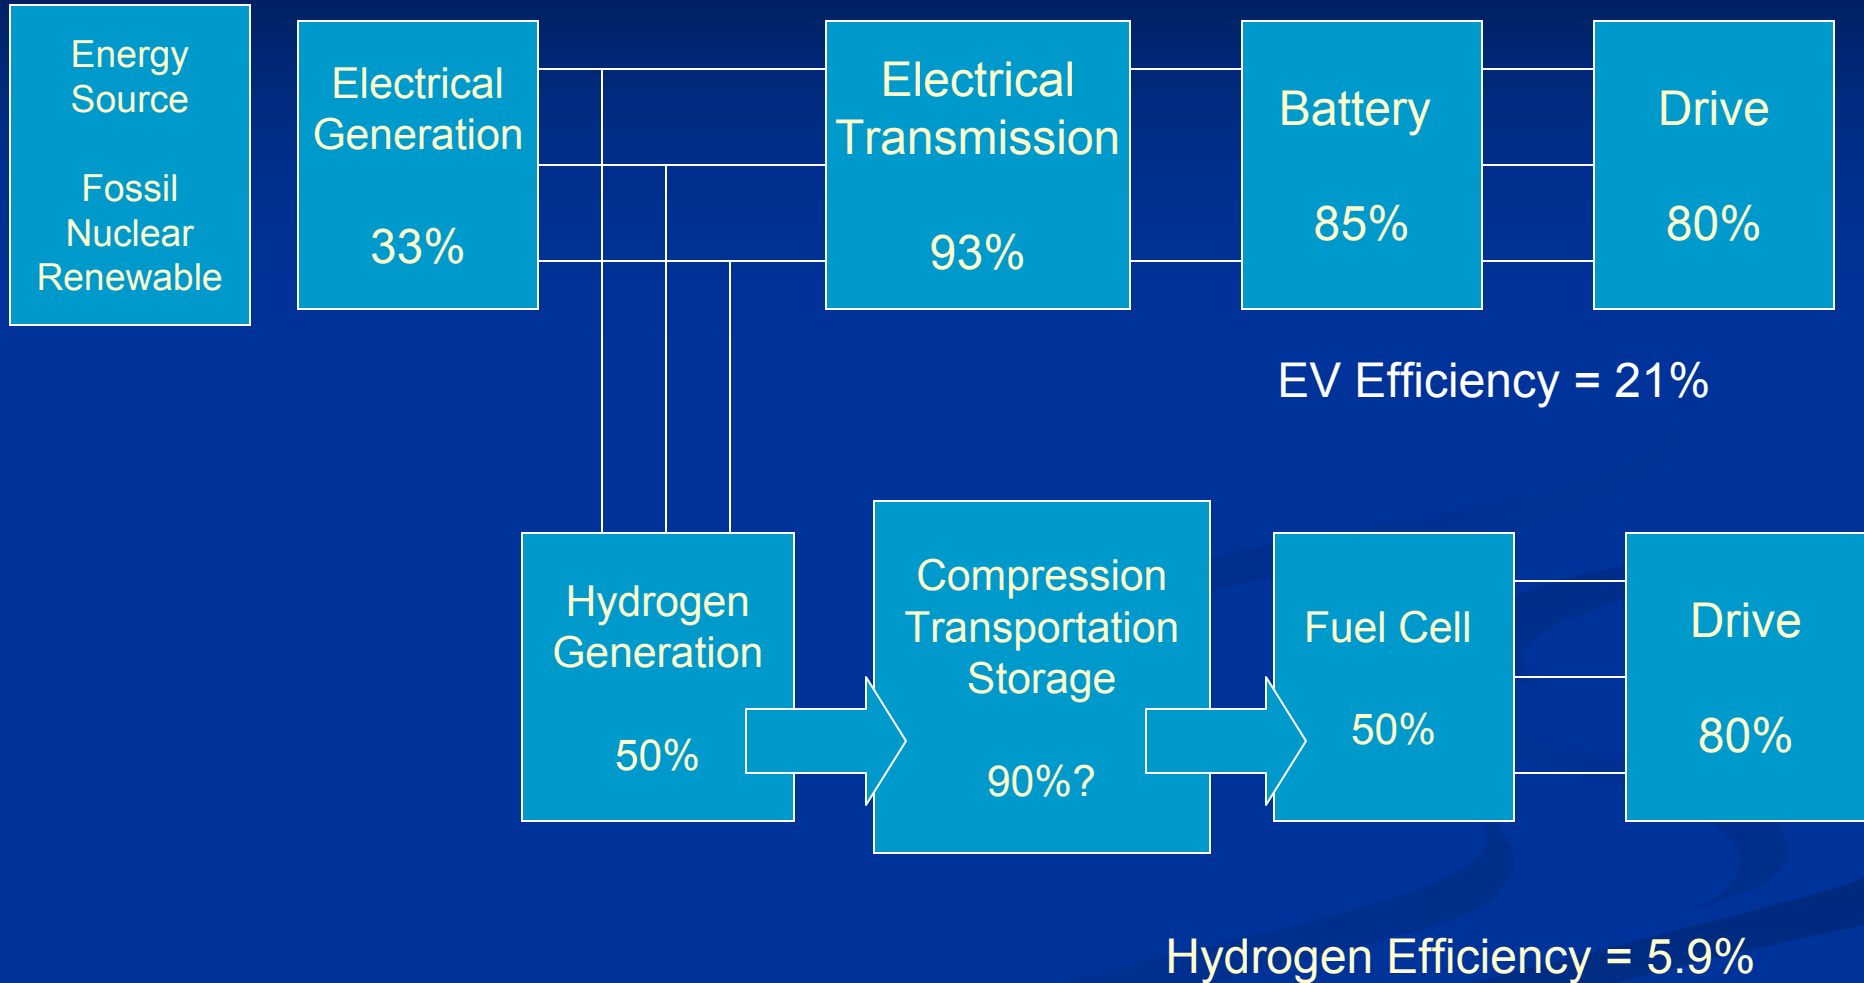 Energy
Source
Fossil
Nuclear
Renewable
Electrical
Generation
33%
Electrical
Transmission
93%
Battery
85%
Drive
80%
EV Efficiency = 21%
Hydrogen
Generation
50%
Compression
Transportation
Storage
90%?
Fuel Cell
50%
Drive
80%
Hydrogen Efficiency = 5.9%